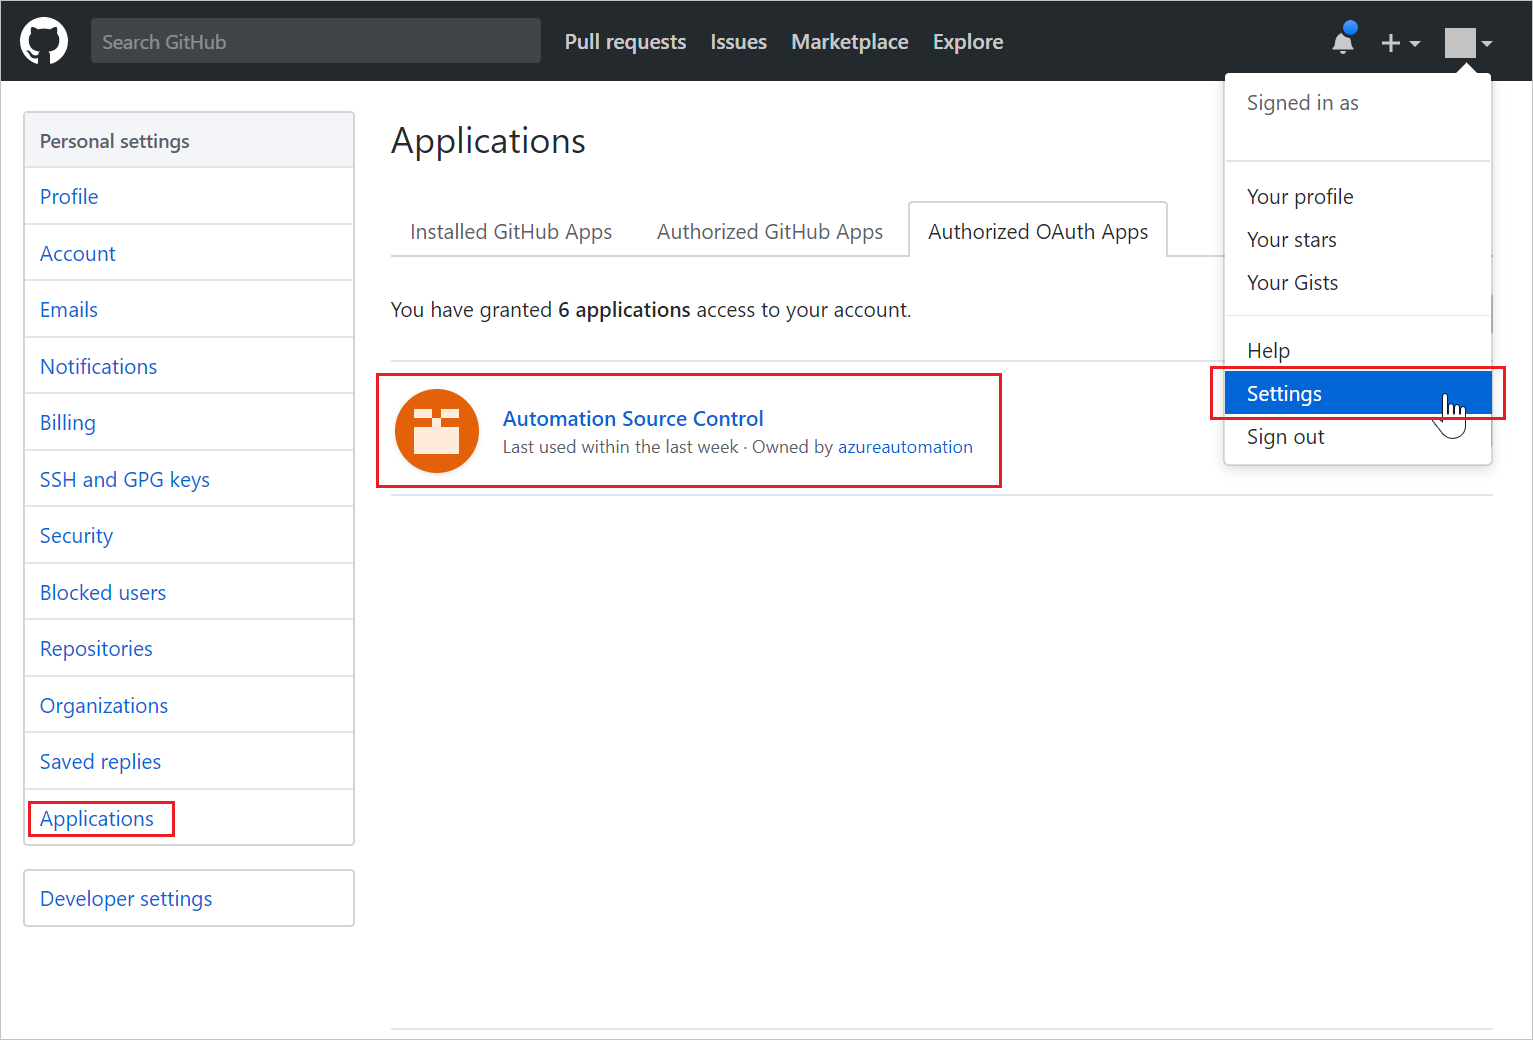 Search GitHub
Pull requests
Issues
Marketplace
Explore
Personal settings
Profile
Account
Emails
Notifications
Billing
SSH and GPG keys
Security
Blocked users
Repositories
Organizations
Saved replies
Applications
Developer settings
Applications
Installed GitHub Apps
Authorized GitHub Apps
Authorized OAuth Apps
You have granted 6 applications access to your account.
Automation Source Control
Last used within the last week · Owned by azureautomation
Signed in as
Your profile
Your stars
Your Gists
Help
Settings
Sign out